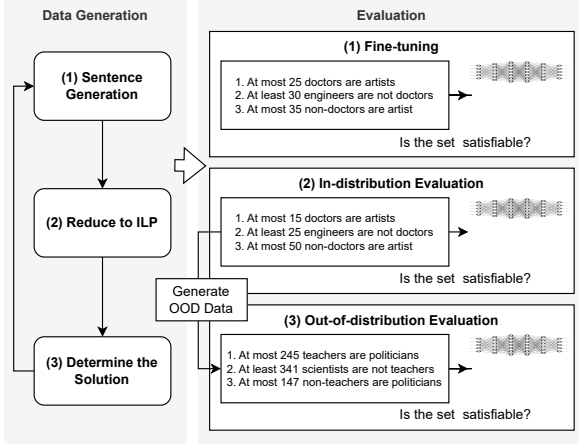 Data Generation
(1) Sentence
Generation
(2) Reduce to ILP
(3) Determine the
Solution
Evaluation
(1) Fine-tuning
1. At most 25 doctors are artists
2. At least 30 engineers are not doctors
3. At most 35 non-doctors are artist
Is the set satisfiable?
(2) In-distribution Evaluation
1. At most 15 doctors are artists
2. At least 25 engineers are not doctors
3. At most 50 non-doctors are artist
Is the set satisfiable?
Generate
OOD Data
(3) Out-of-distribution Evaluation
1. At most 245 teachers are politicians
2. At least 341 scientists are not teachers
3. At most 147 non-teachers are politicians
Is the set satisfiable?